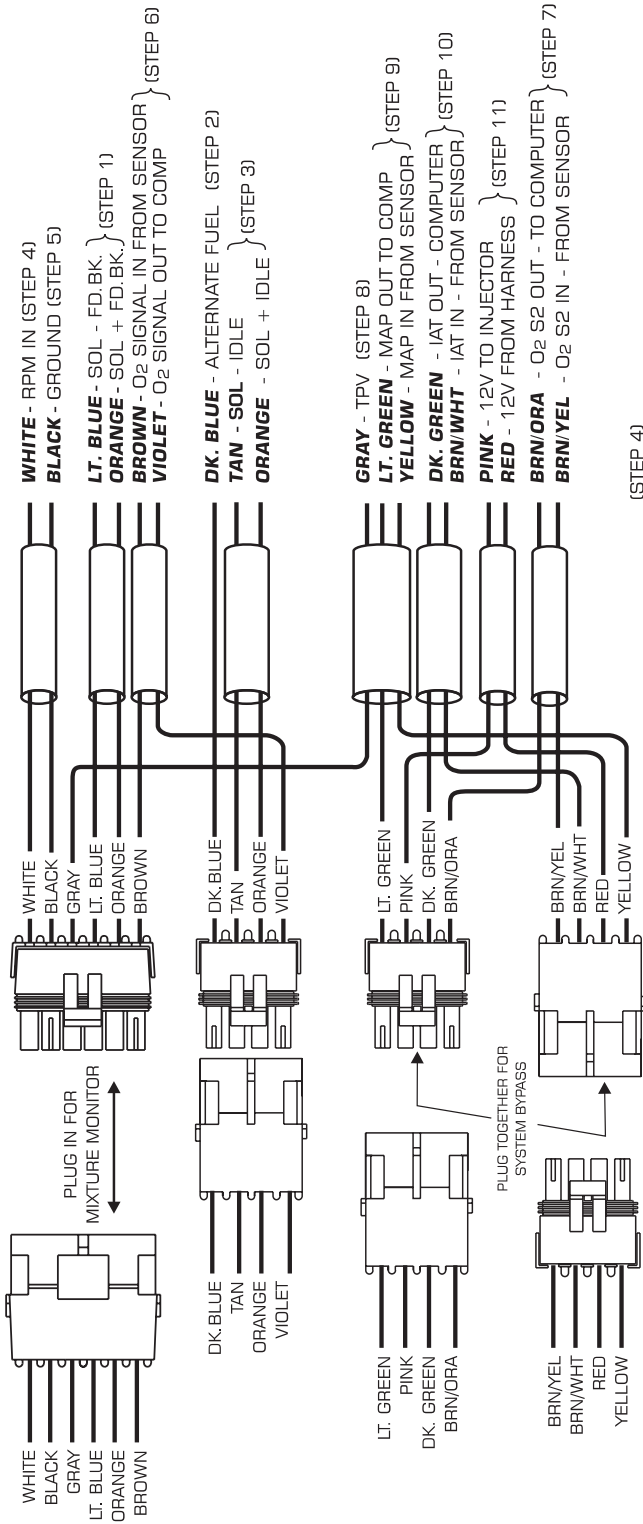 WHITE - RPM IN (STEP 4)
BLACK - GROUND (STEP 5)
LT. BLUE - SOL - FD.BK.
ORANGE - SOL + FD.BK.
(STEP 1)
BROWN - O2 SIGNAL IN FROM SENSOR
VIOLET - O2 SIGNAL OUT TO COMP
(STEP 6)
DK. BLUE - ALTERNATE FUEL (STEP 2)
TAN - SOL - IDLE
ORANGE - SOL + IDLE
(STEP 3)
GRAY - TPV (STEP 8)
LT. GREEN - MAP OUT TO COMP
YELLOW - MAP IN FROM SENSOR
(STEP 9)
DK. GREEN - IAT OUT - COMPUTER
BRN/WHT - IAT IN - FROM SENSOR
(STEP 10)
PINK - 12V TO INJECTOR
RED - 12V FROM HARNESS
(STEP 11)
BRN/ORA - O2 S2 OUT - TO COMPUTER
BRN/YEL - O2 S2 IN - FROM SENSOR
(STEP 7)
(STEP 4)
WHITE
BLACK
GRAY
LT. BLUE
ORANGE
BROWN
DK.BLUE
TAN
ORANGE
VIOLET
LT. GREEN
PINK
DK. GREEN
BRN/ORA
BRN/YEL
BRN/WHT
RED
YELLOW
PLUG IN FOR
MIXTURE MONITOR
PLUG TOGETHER FOR
SYSTEM BYPASS
WHITE
BLACK
GRAY
LT. BLUE
ORANGE
BROWN
DK.BLUE
TAN
ORANGE
VIOLET
LT. GREEN
PINK
DK. GREEN
BRN/ORA
BRN/YEL
BRN/WHT
RED
YELLOW